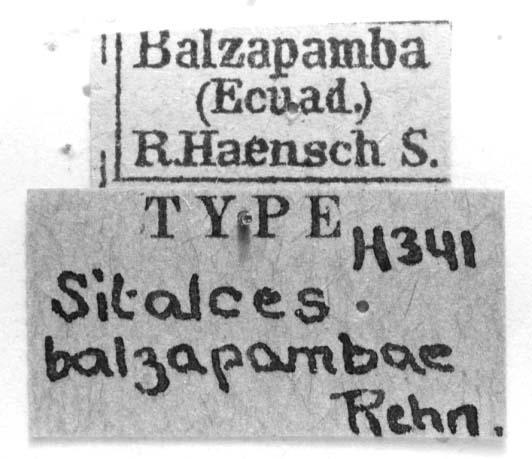 Balzapamba
(Ecuad.)
R.Haensch S.
TYPE
H341
Sitalces
balzapambae
Rehn.